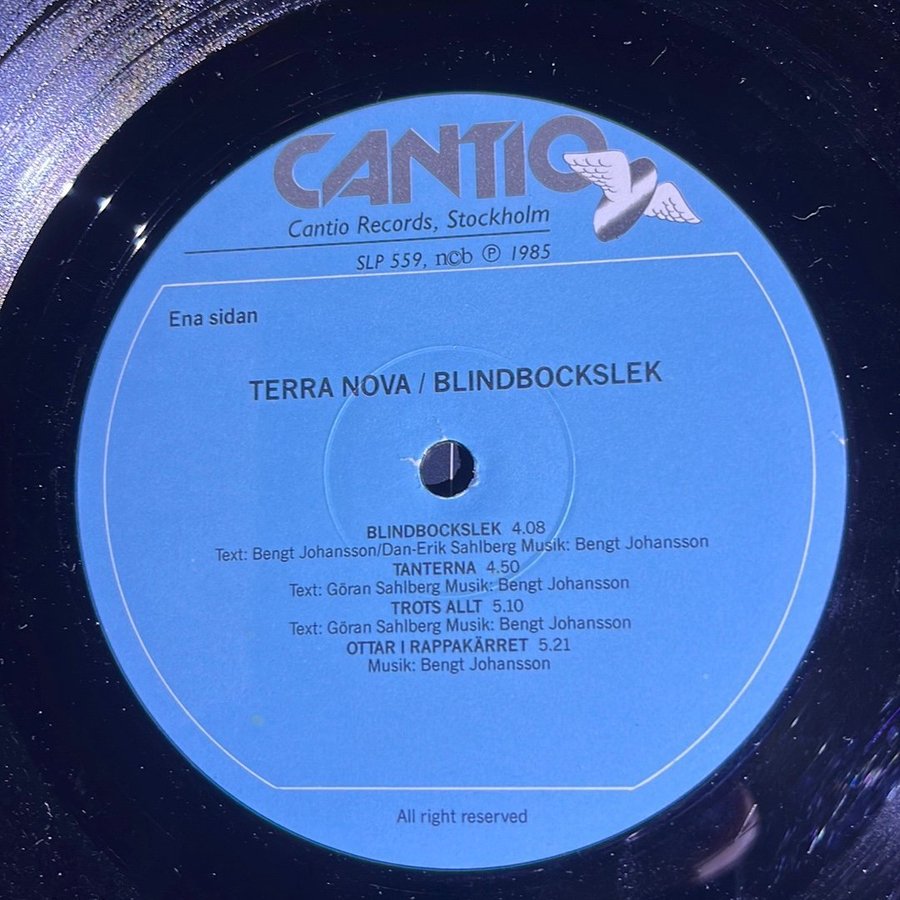 CANTIO
Cantio Records, Stockholm
SLP 559, ncb Ⓟ 1985
Ena sidan
TERRA NOVA / BLINDBOCKSLEK
BLINDBOCKSLEK 4.08
Text: Bengt Johansson/Dan-Erik Sahlberg Musik: Bengt Johansson
TANTERNA 4.50
Text: Göran Sahlberg Musik: Bengt Johansson
TROTS ALLT 5.10
Text: Göran Sahlberg Musik: Bengt Johansson
OTTAR I RAPPAKÄRRET 5.21
Musik: Bengt Johansson
All right reserved